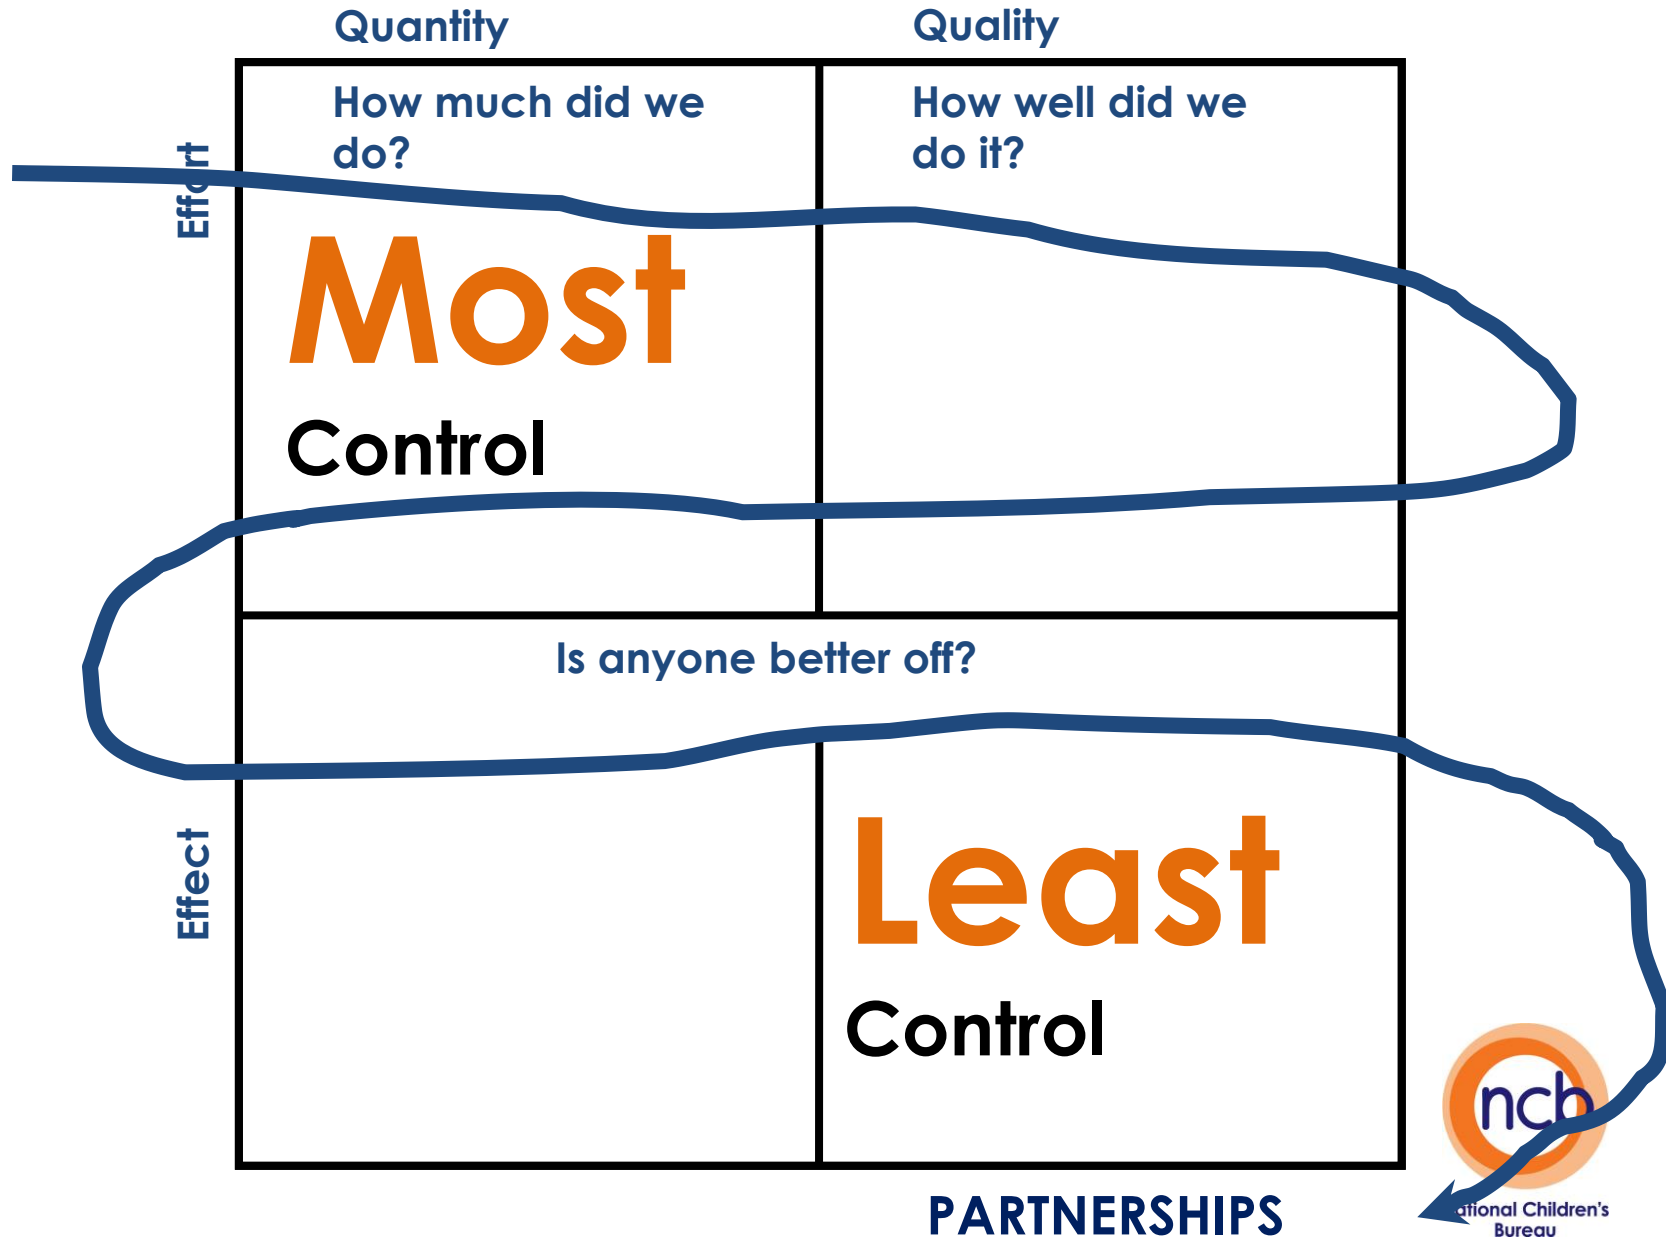 Quantity
Quality
How much did we
do?
How well did we
do it?
Effort
Most
Control
Is anyone better off?
Effect
Least
Control
ncb
National Children's
Bureau
PARTNERSHIPS